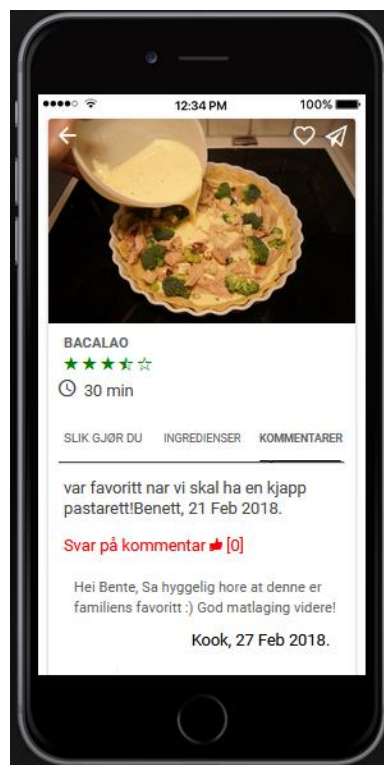 12:34 PM 100%
BACALAO
30 min
SLIK GJØR DU INGREDIENSER KOMMENTARER
var favoritt nar vi skal ha en kjapp
pastarett!Benett, 21 Feb 2018.
Svar på kommentar [0]
Hei Bente, Sa hyggelig hore at denne er
familiens favoritt :) God matlaging videre!
Kook, 27 Feb 2018.